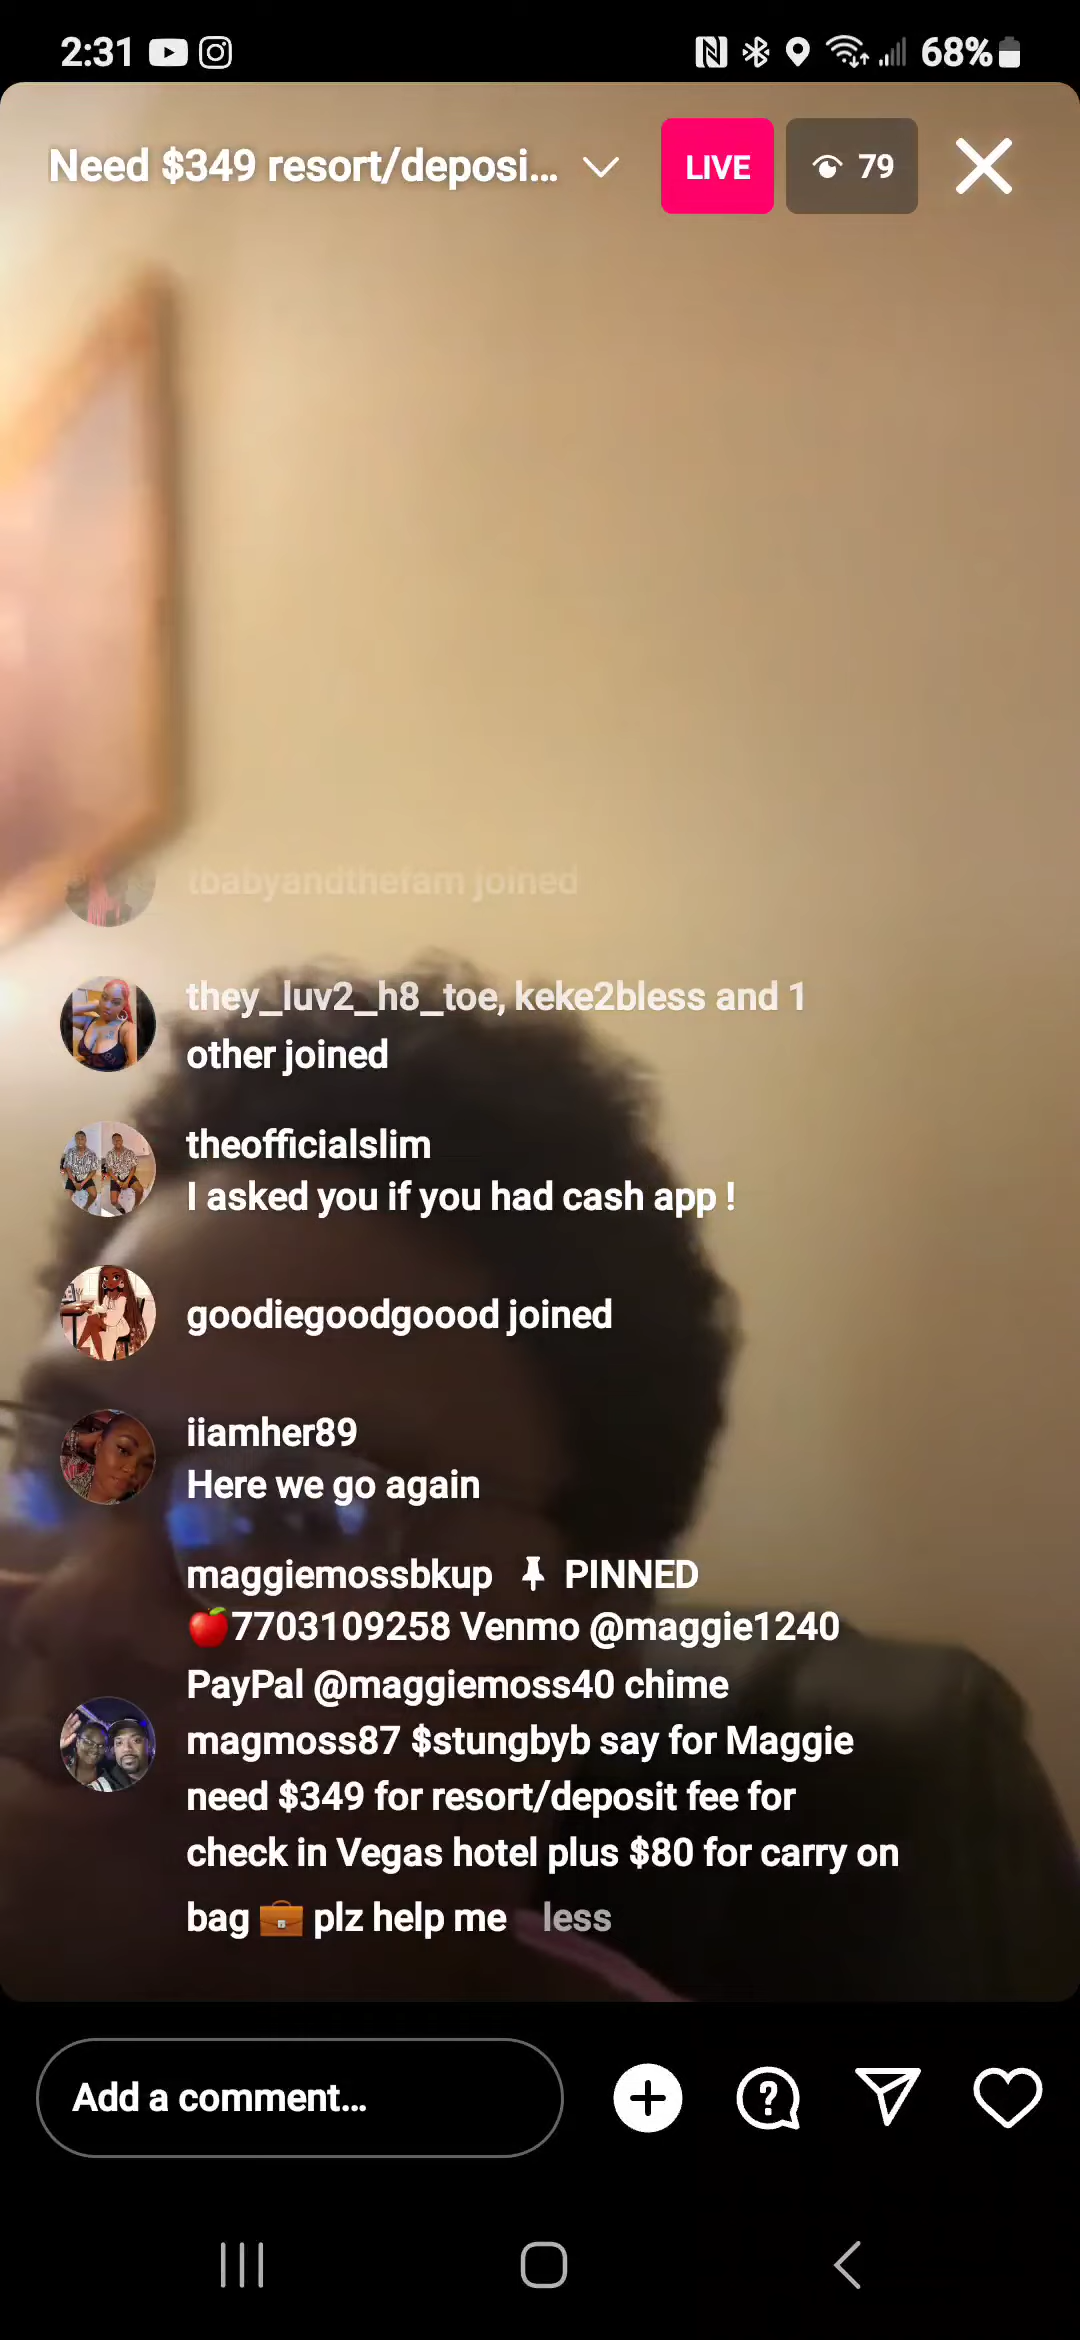 2:31
68%
Need $349 resort/deposi...
LIVE
79
tbabyandthefam joined
they_luv2_h8_toe, keke2bless and 1
other joined
theofficialslim
I asked you if you had cash app !
goodiegoodgoood joined
iiamher89
Here we go again
maggiemossbkup PINNED
🍎7703109258 Venmo @maggie1240
PayPal @maggiemoss40 chime
magmoss87 $stungbyb say for Maggie
need $349 for resort/deposit fee for
check in Vegas hotel plus $80 for carry on
bag 💼 plz help me less
Add a comment...